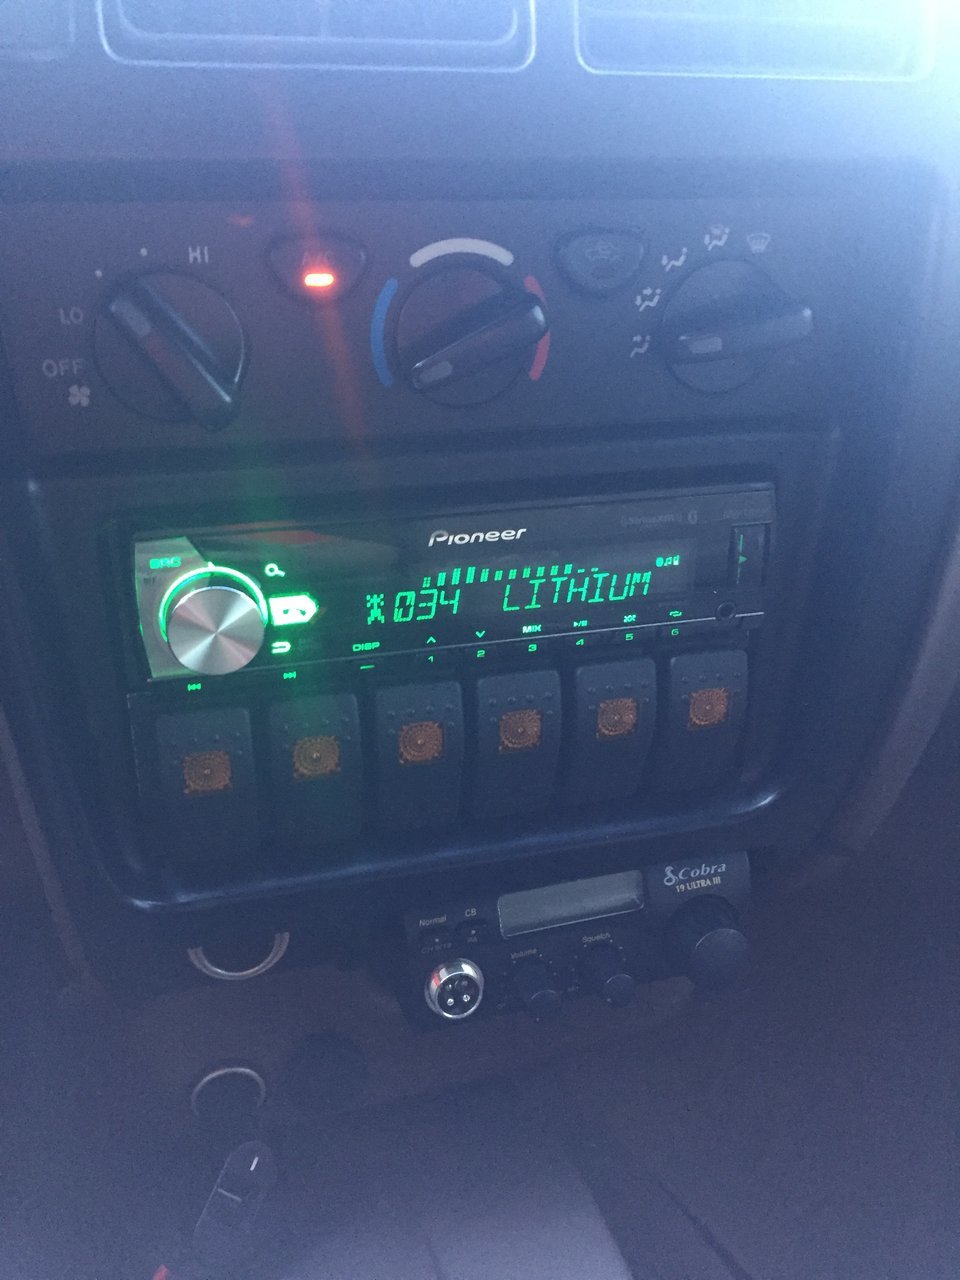 HI
A/C
LO
OFF
Pioneer
SRC
034 LITHIUM
DISP
1 2 MIX 3 4 5 6
Cobra
19 ULTRA III
Normal
CB
Volume
Squelch